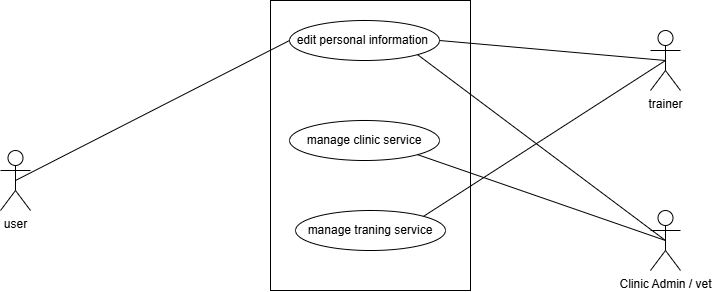 edit personal information
trainer
manage clinic service
user
manage traning service
Clinic Admin / vet